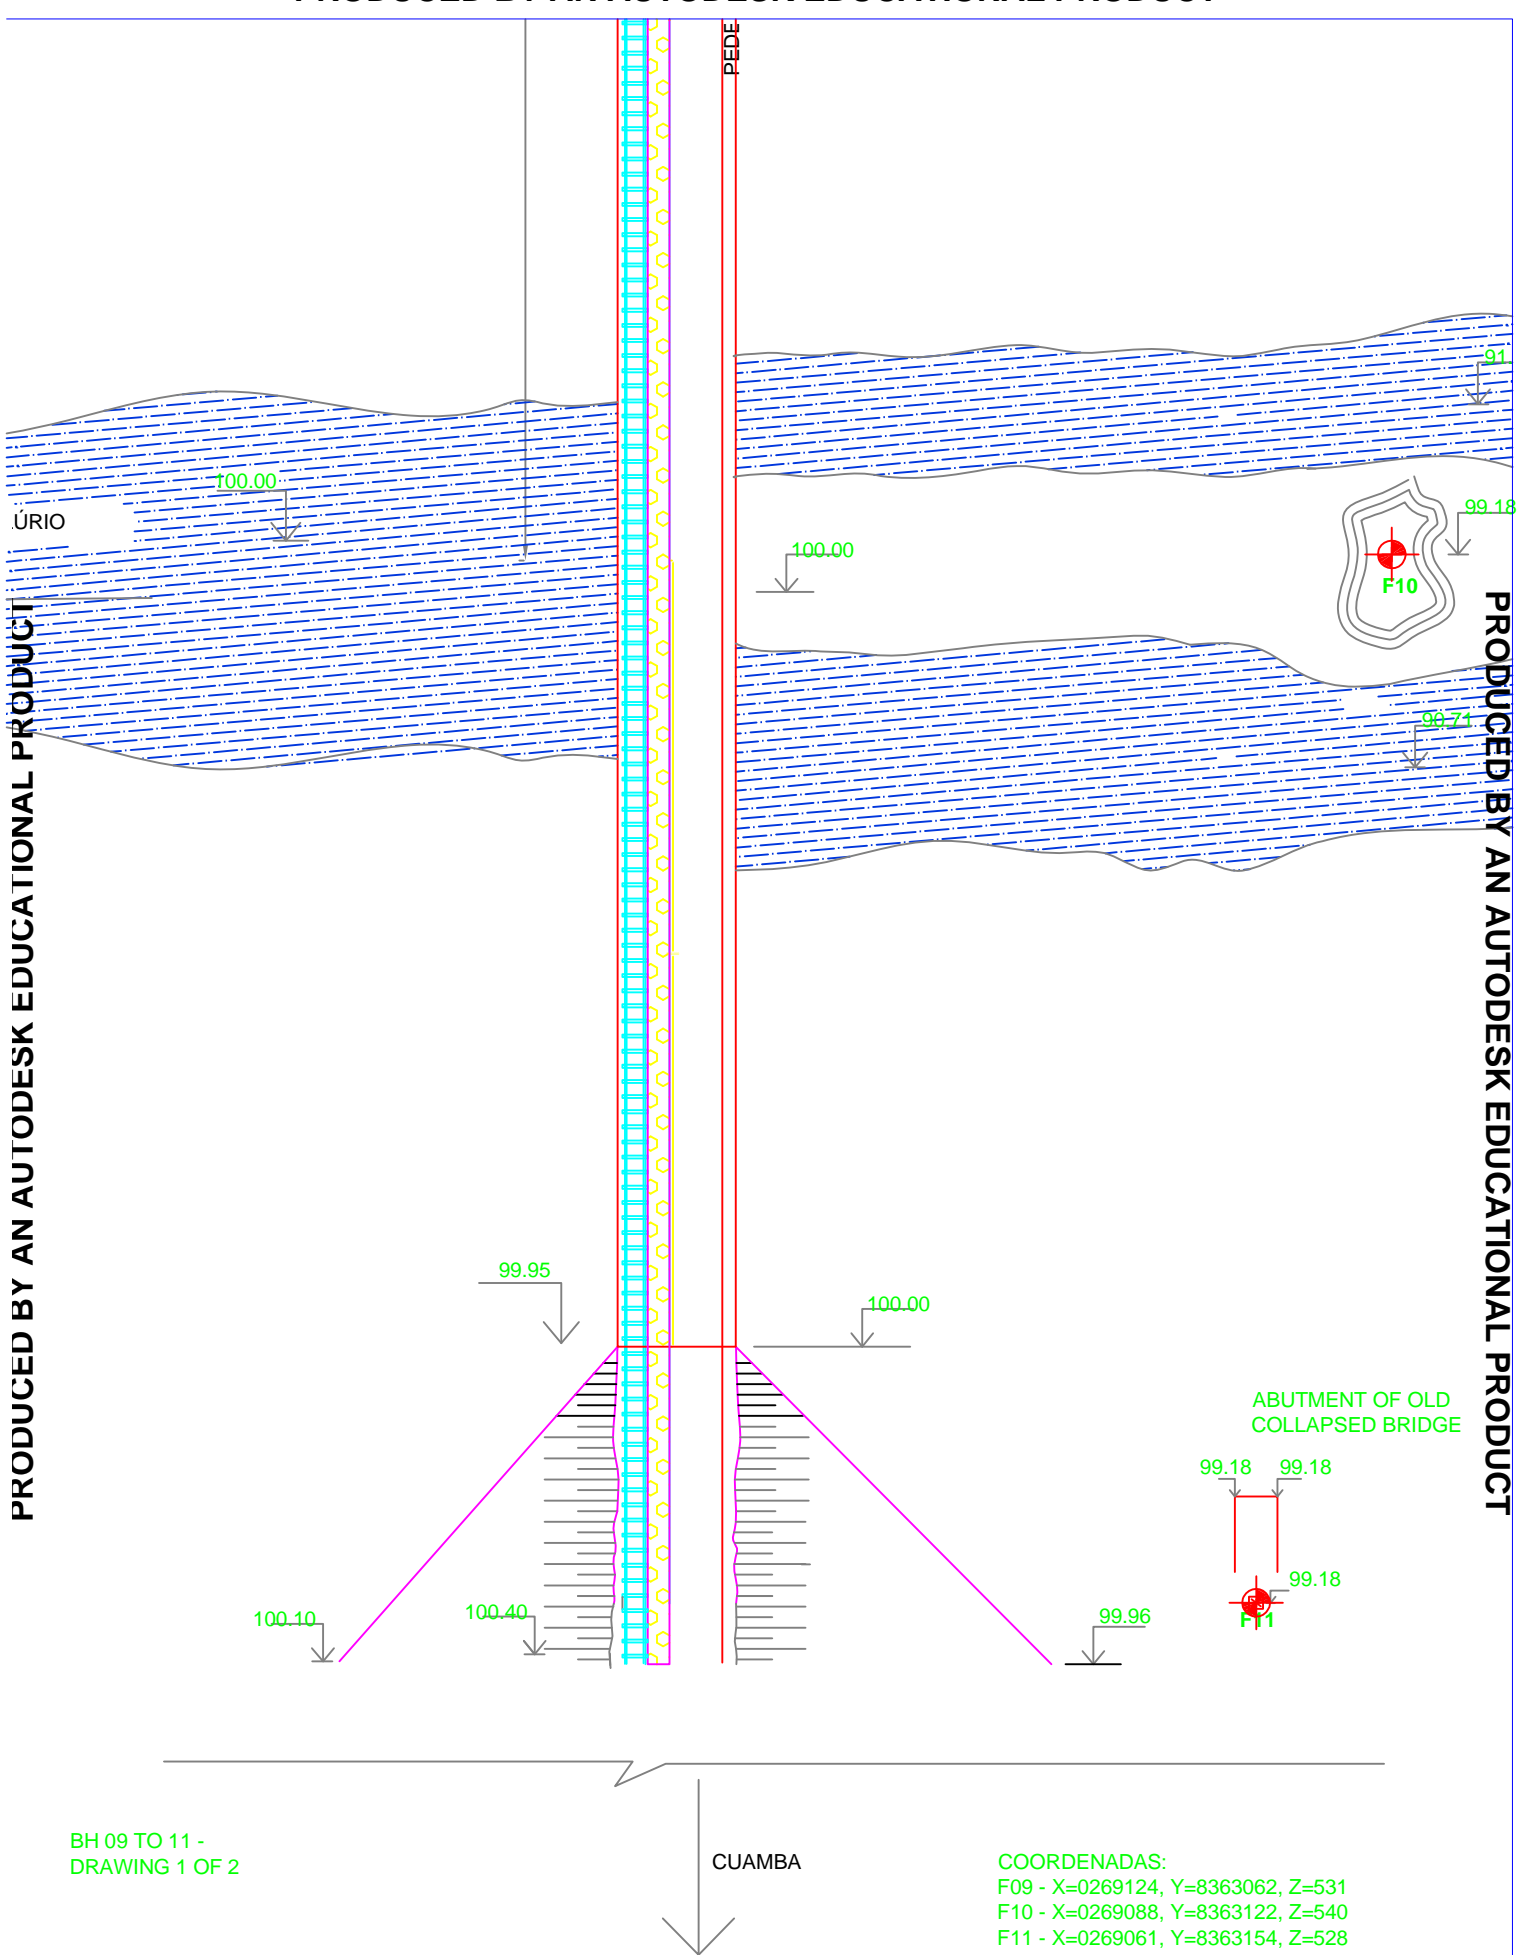 PRODUCED BY AN AUTODESK EDUCATIONAL PRODUCT
PEDE
91
100.00
99.18
ÚRIO
100.00
F10
PRODUCED BY AN AUTODESK EDUCATIONAL PRODUCT
PRODUCED BY AN AUTODESK EDUCATIONAL PRODUCT
90.71
99.95
100.00
ABUTMENT OF OLD
COLLAPSED BRIDGE
99.18 99.18
99.18
100.10
100.40
99.96
F11
BH 09 TO 11 -
DRAWING 1 OF 2
CUAMBA
COORDENADAS:
F09 - X=0269124, Y=8363062, Z=531
F10 - X=0269088, Y=8363122, Z=540
F11 - X=0269061, Y=8363154, Z=528